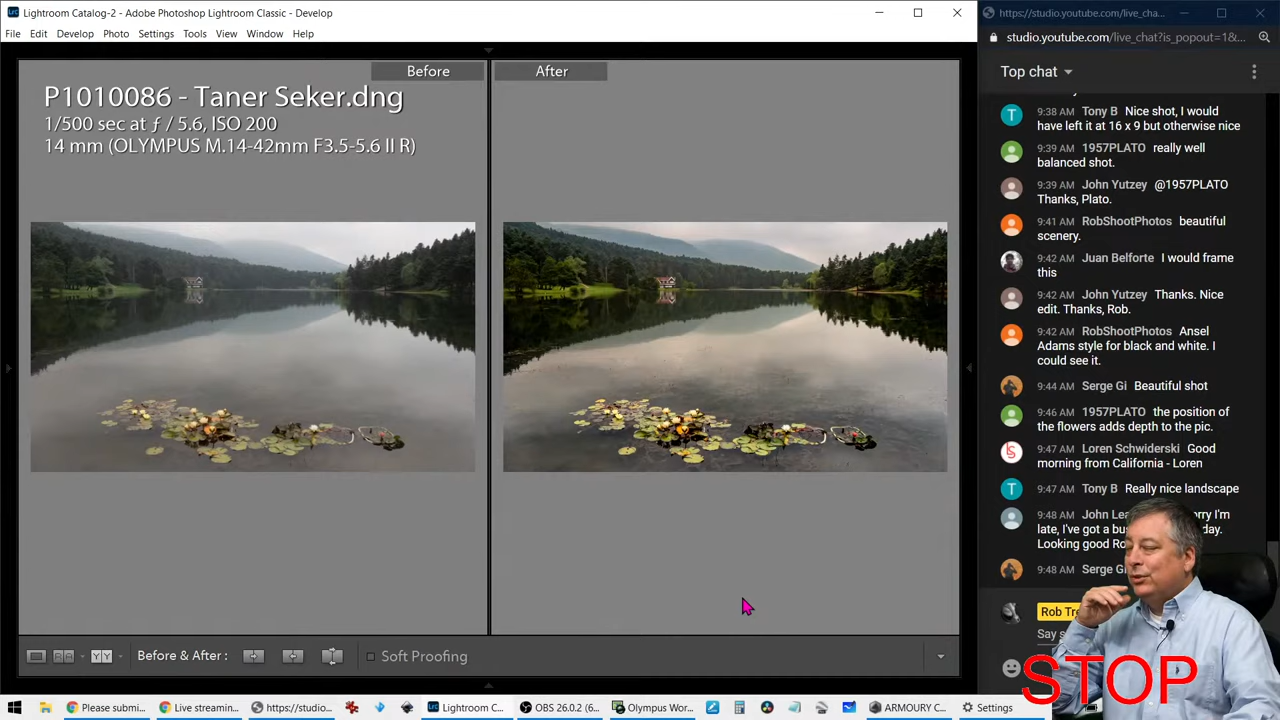 Lightroom Catalog-2 - Adobe Photoshop Lightroom Classic - Develop
File Edit Develop Photo Settings Tools View Window Help
Before
After
P1010086 - Taner Seker.dng
1/500 sec at ƒ / 5.6, ISO 200
14 mm (OLYMPUS M.14-42mm F3.5-5.6 II R)
Before & After :
Soft Proofing
https://studio.youtube.com/live_cha...
studio.youtube.com/live_chat?is_popout=1&...
Top chat
9:38 AM Tony B Nice shot, I would
have left it at 16 x 9 but otherwise nice
9:39 AM 1957PLATO really well
balanced shot.
9:39 AM John Yutzey @1957PLATO
Thanks, Plato.
9:41 AM RobShootPhotos beautiful
scenery.
9:42 AM Juan Belforte I would frame
this
9:42 AM John Yutzey Thanks. Nice
edit. Thanks, Rob.
9:42 AM RobShootPhotos Ansel
Adams style for black and white. I
could see it.
9:44 AM Serge Gi Beautiful shot
9:46 AM 1957PLATO the position of
the flowers adds depth to the pic.
9:47 AM Loren Schwiderski Good
morning from California - Loren
9:47 AM Tony B Really nice landscape
9:48 AM John I'm
late, I've got a day.
Looking good
9:48 AM Serge
Rob
STOP
Please submi...
Live streamin...
https://studio...
Lightroom C...
OBS 26.0.2 (6...
Olympus Wor...
ARMOURY C...
Settings